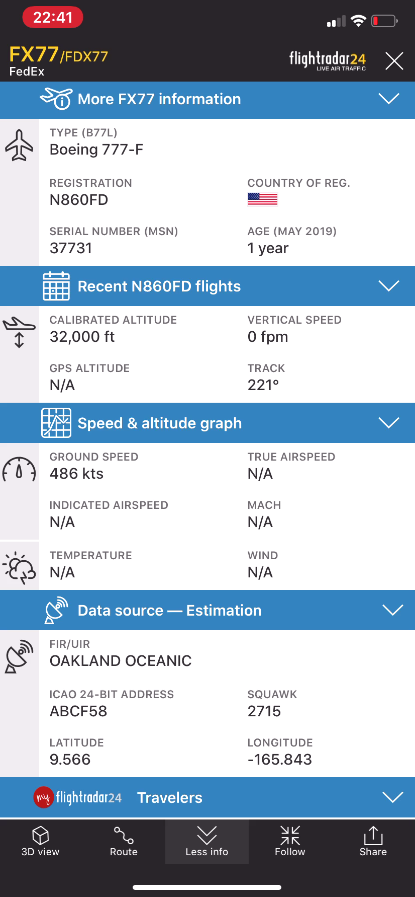 22:41
FX77/FDX77
FedEx
flightradar24
LIVE AIR TRAFFIC
More FX77 information
TYPE (B77L)
Boeing 777-F
REGISTRATION
COUNTRY OF REG.
N860FD
SERIAL NUMBER (MSN)
AGE (MAY 2019)
37731
1 year
Recent N860FD flights
CALIBRATED ALTITUDE
VERTICAL SPEED
32,000 ft
0 fpm
GPS ALTITUDE
TRACK
N/A
221°
Speed & altitude graph
GROUND SPEED
TRUE AIRSPEED
486 kts
N/A
INDICATED AIRSPEED
MACH
N/A
N/A
TEMPERATURE
WIND
N/A
N/A
Data source — Estimation
FIR/UIR
OAKLAND OCEANIC
ICAO 24-BIT ADDRESS
SQUAWK
ABCF58
2715
LATITUDE
LONGITUDE
9.566
-165.843
my flightradar24 Travelers
3D view
Route
Less info
Follow
Share